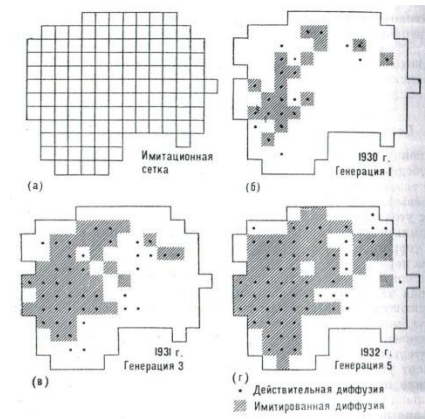 Имитационная
сетка
(а)
1930 г.
Генерация 1
(б)
1931 г.
Генерация 3
(в)
1932 г.
Генерация 5
(г)
Действительная диффузия
Имитированная диффузия